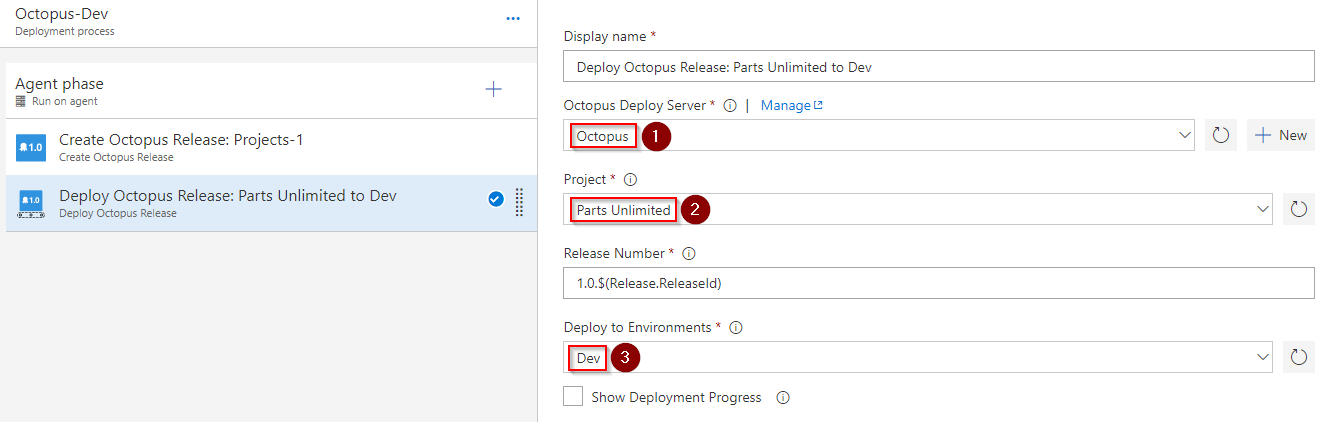 Octopus-Dev
...
Deployment process
Agent phase
Run on agent
1.0 Create Octopus Release: Projects-1
Create Octopus Release
1.0 Deploy Octopus Release: Parts Unlimited to Dev
Deploy Octopus Release
Display name *
Deploy Octopus Release: Parts Unlimited to Dev
Octopus Deploy Server * | Manage
Octopus 1
+ New
Project *
Parts Unlimited 2
Release Number *
1.0.$(Release.ReleaseId)
Deploy to Environments *
Dev 3
Show Deployment Progress